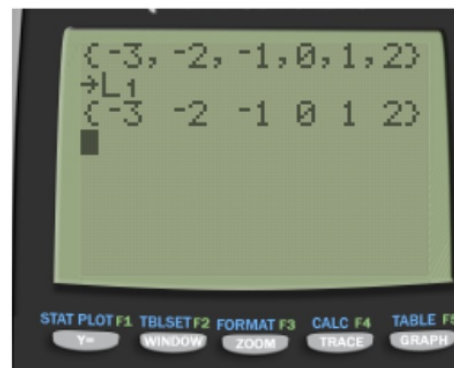 {-3, -2, -1,0,1,2}
→L₁
{-3 -2 -1 0 1 2}
STAT PLOT F1 TBLSET F2 FORMAT F3 CALC F4 TABLE F5
Y= WINDOW ZOOM TRACE GRAPH